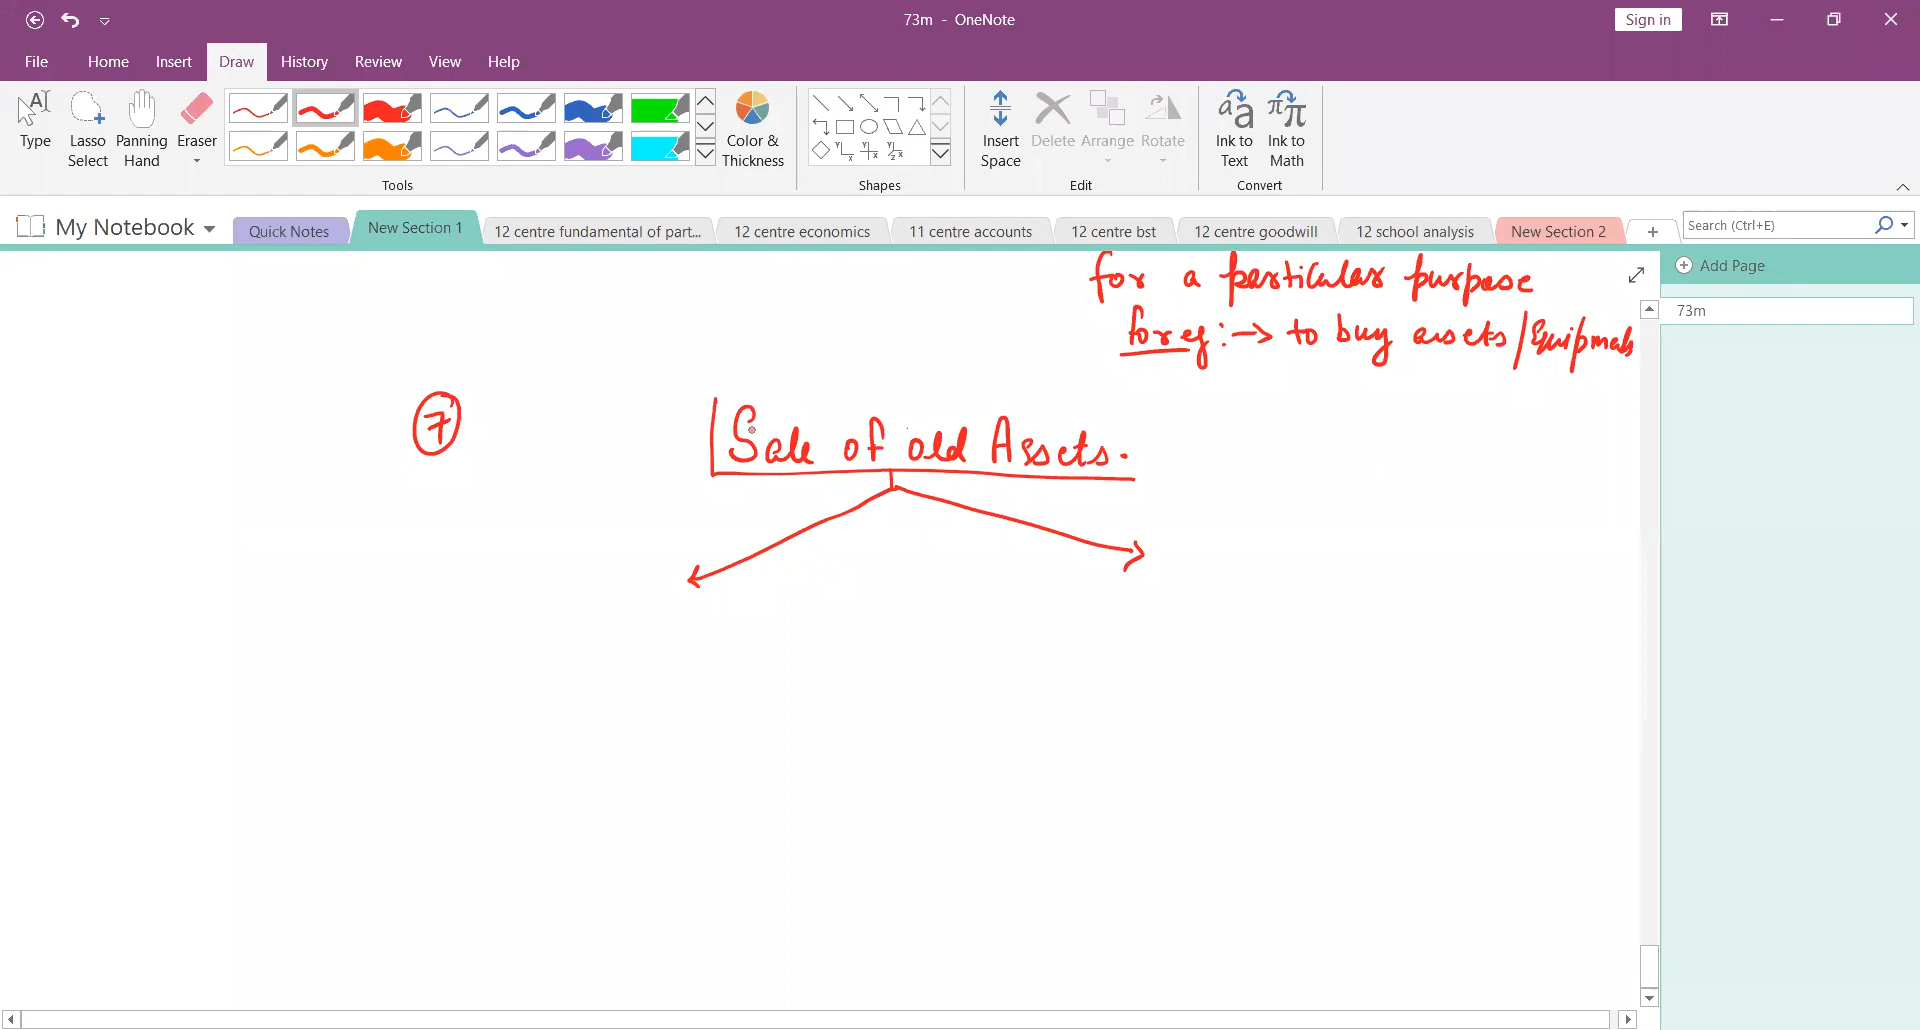 73m - OneNote
Sign in
File Home Insert Draw History Review View Help
Type
Lasso Select
Panning Hand
Eraser
Color & Thickness
Insert Space
Delete
Arrange
Rotate
Ink to Text
Ink to Math
Tools
Shapes
Edit
Convert
My Notebook
Quick Notes
New Section 1
12 centre fundamental of part...
12 centre economics
11 centre accounts
12 centre bst
12 centre goodwill
12 school analysis
New Section 2
Search (Ctrl+E)
Add Page
73m
for a particular purpose
for eg :→ to buy assets/Equipmets
7
Sale of old Assets.